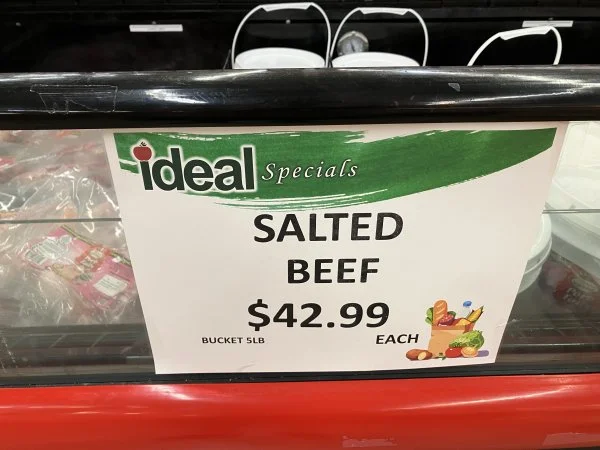 ideal Specials
SALTED
BEEF
$42.99
BUCKET 5LB
EACH